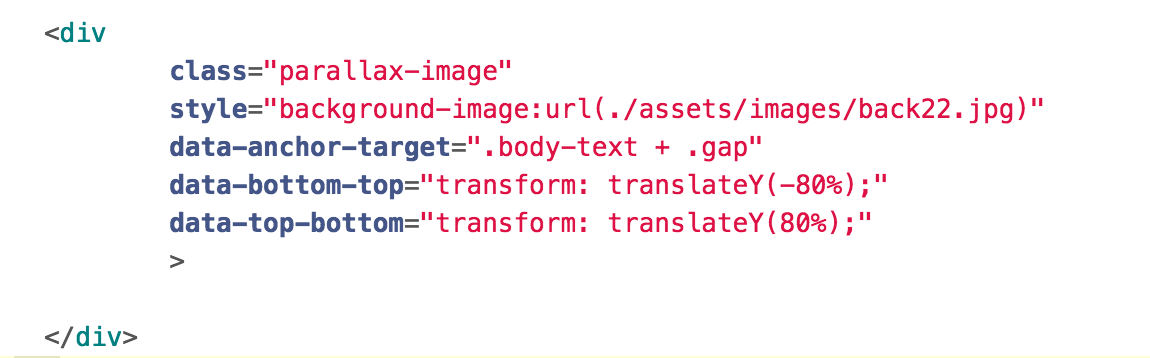 <div
class="parallax-image"
style="background-image:url(./assets/images/back22.jpg)"
data-anchor-target=".body-text + .gap"
data-bottom-top="transform: translateY(-80%);"
data-top-bottom="transform: translateY(80%);"
>
</div>